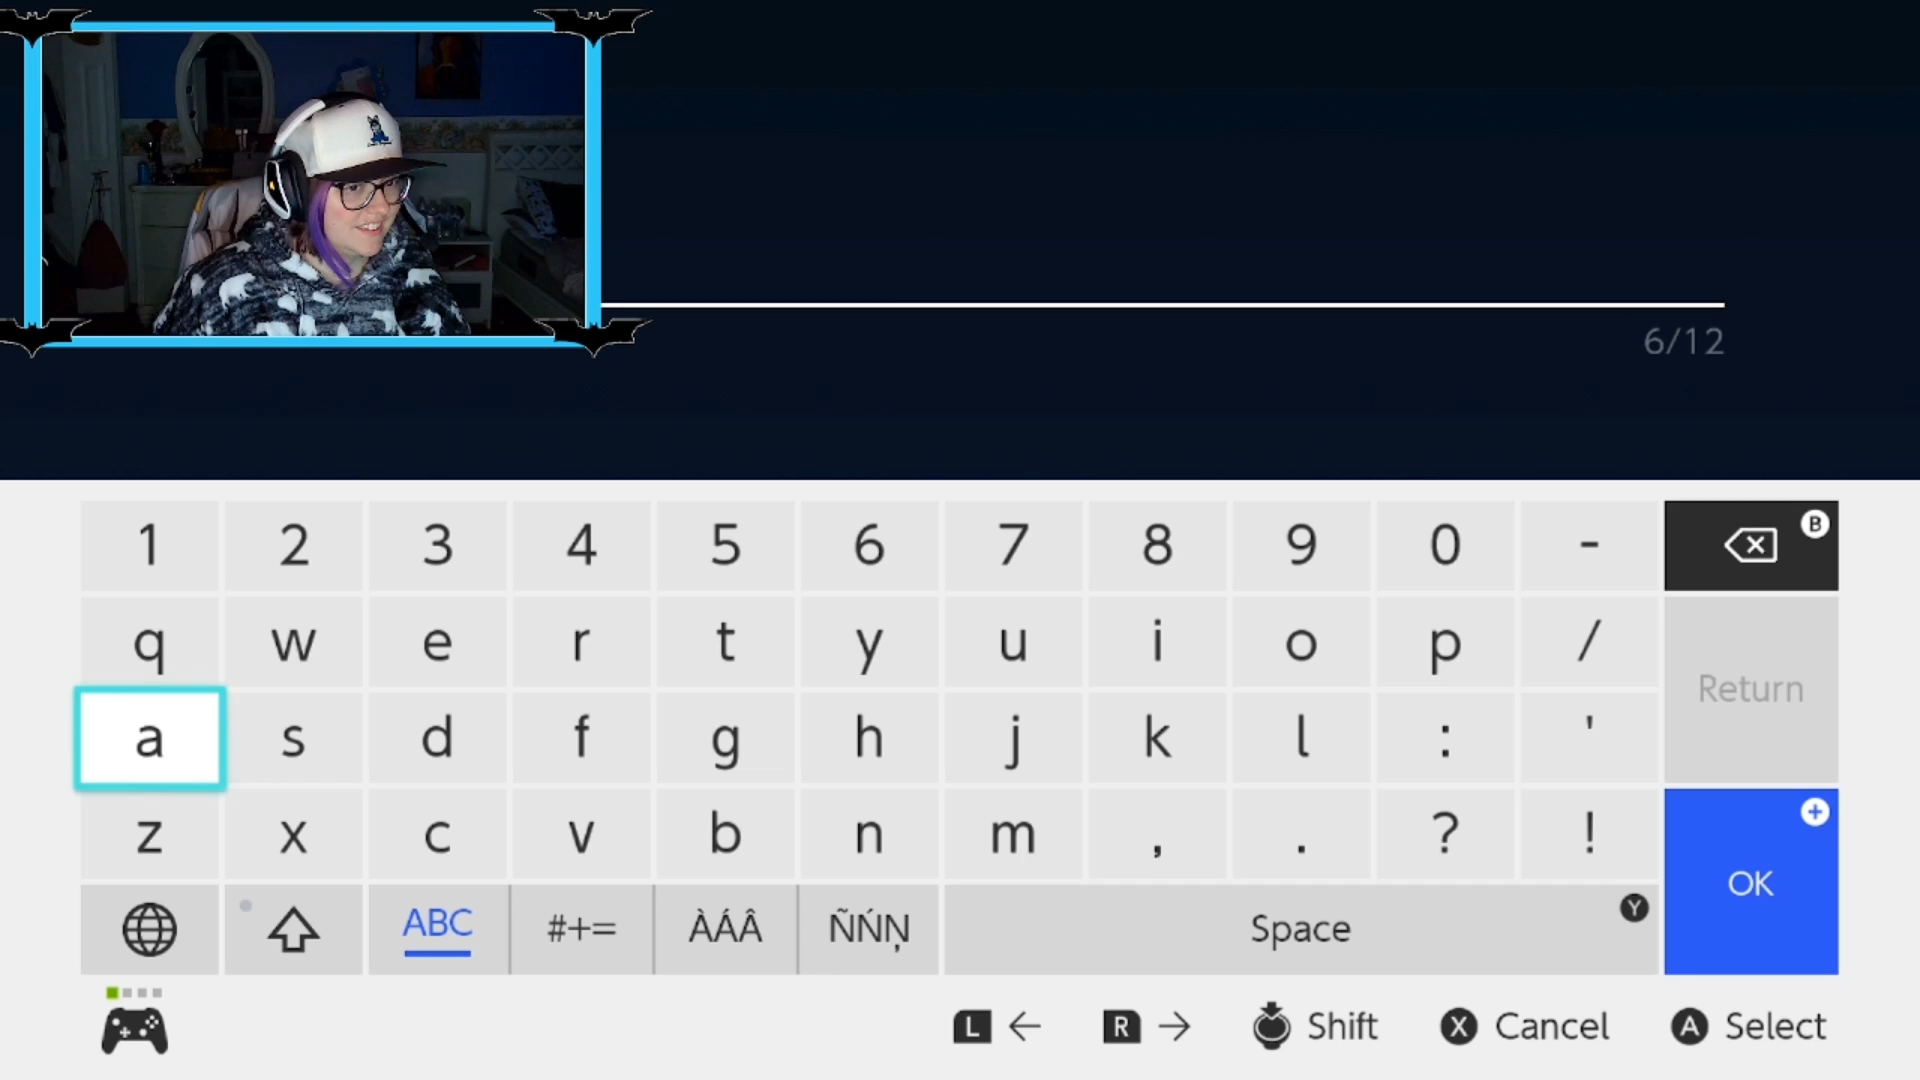 6/12
1 2 3 4 5 6 7 8 9 0 - B
q w e r t y u i o p /
Return
a s d f g h j k l : '
z x c v b n m , . ? ! +
OK
ABC #+= ÀÁÂ ÑŃŅ Space Y
L ← R → Shift X Cancel A Select